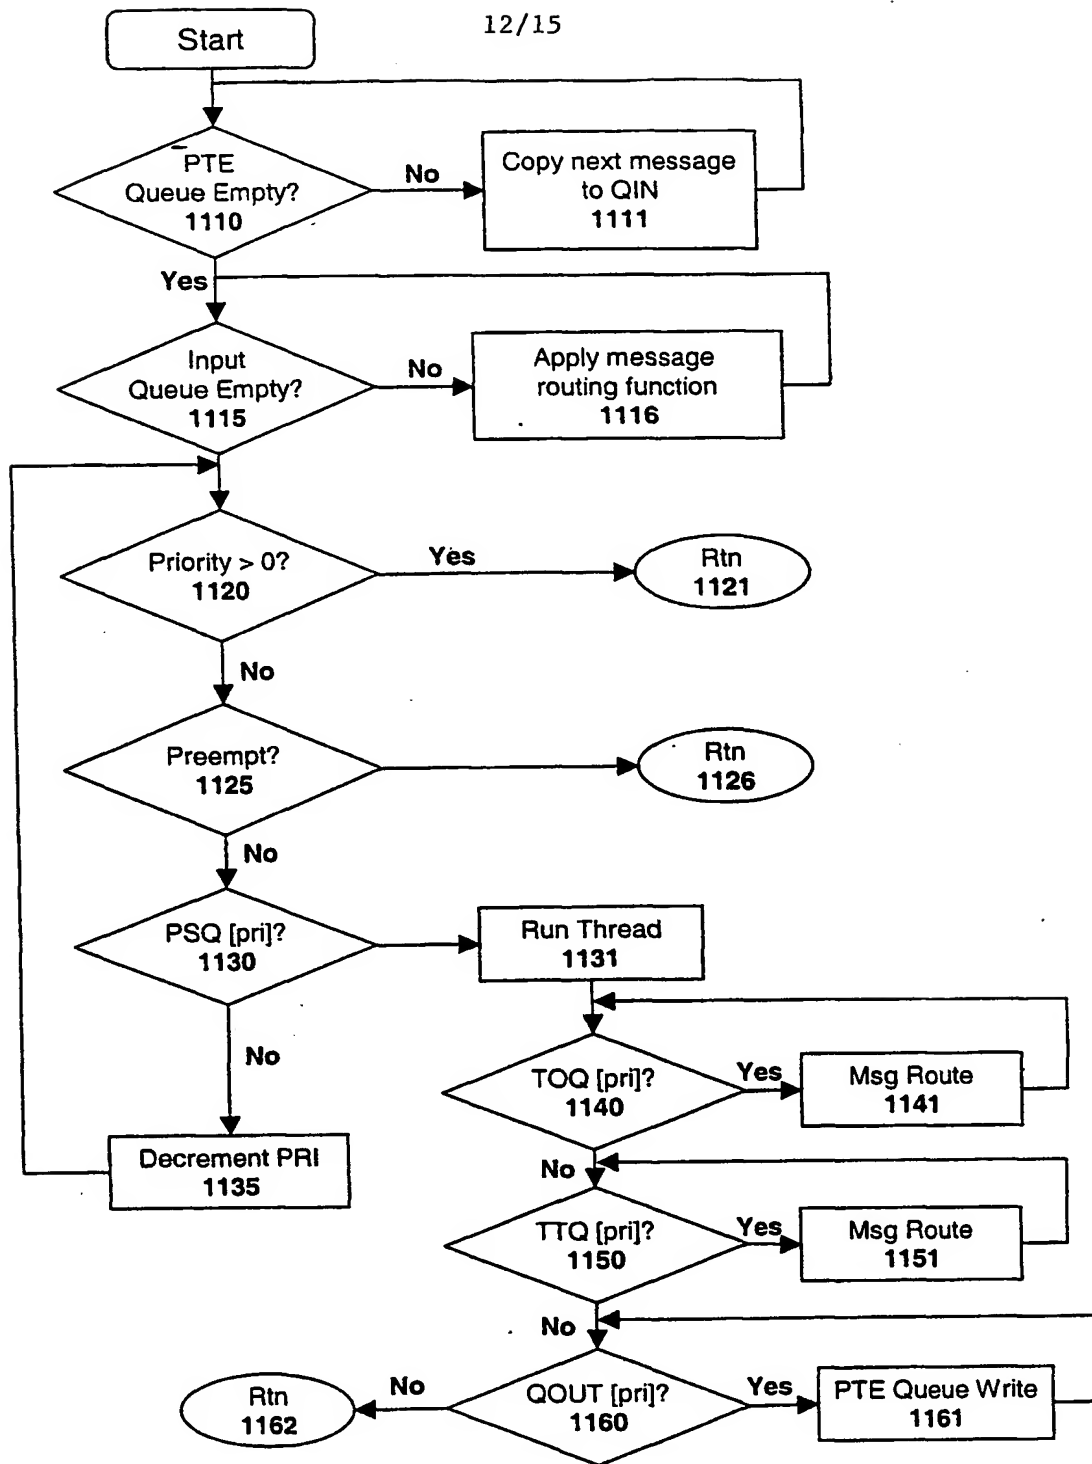 12/15
Start
PTE
Queue Empty?
1110
No
Copy next message
to QIN
1111
Yes
Input
Queue Empty?
1115
No
Apply message
routing function
1116
Priority > 0?
1120
Yes
Rtn
1121
No
Preempt?
1125
Rtn
1126
No
PSQ [pri]?
1130
Run Thread
1131
No
TOQ [pri]?
1140
Yes
Msg Route
1141
Decrement PRI
1135
No
TTQ [pri]?
1150
Yes
Msg Route
1151
No
QOUT [pri]?
1160
Yes
PTE Queue Write
1161
No
Rtn
1162